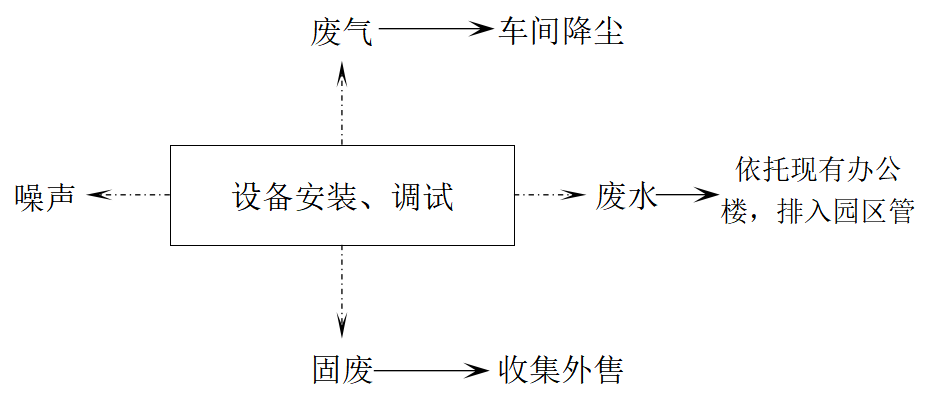 废气
车间降尘
噪声
设备安装、调试
废水
依托现有办公
楼，排入园区管
固废
收集外售